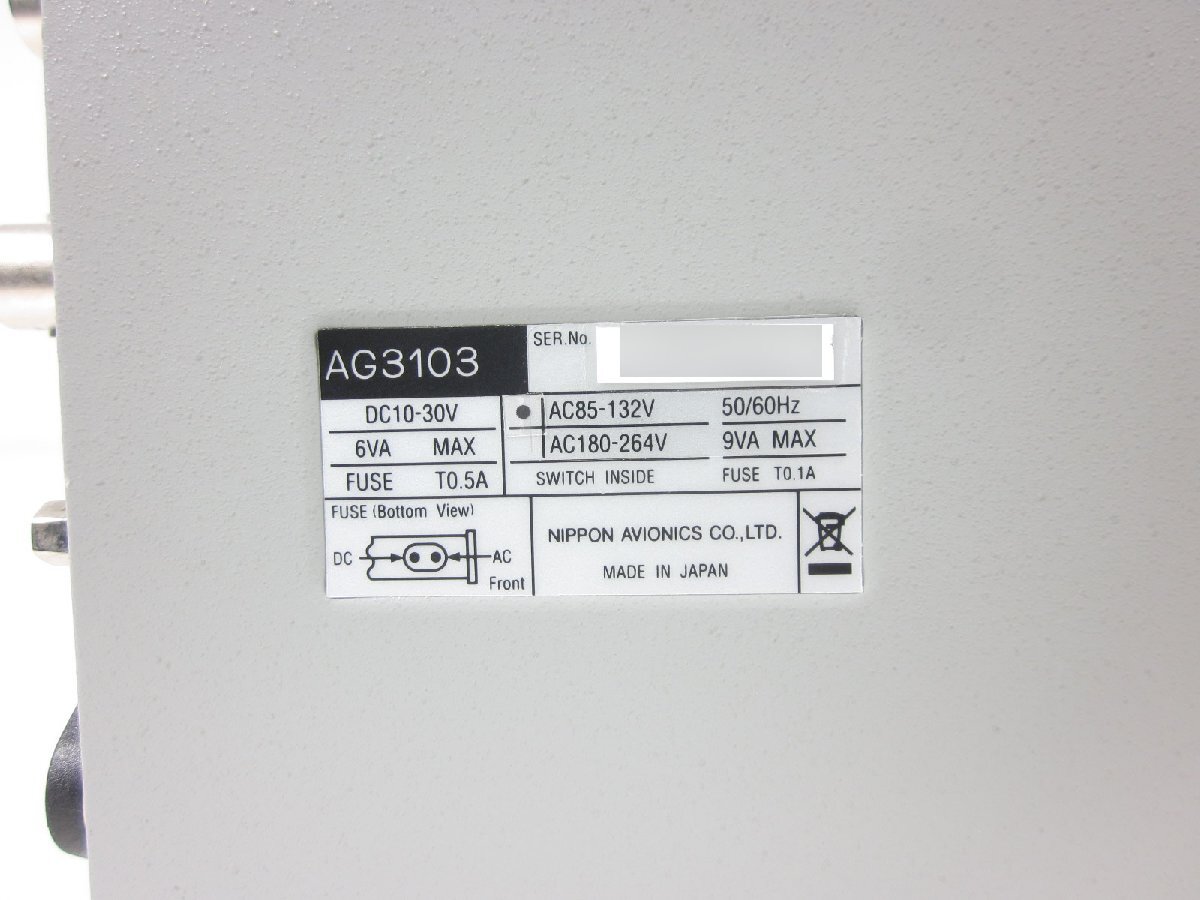 AG3103
SER.No.
DC10-30V
6VA MAX
FUSE T0.5A
AC85-132V 50/60Hz
AC180-264V 9VA MAX
SWITCH INSIDE FUSE T0.1A
FUSE (Bottom View)
DC AC
Front
NIPPON AVIONICS CO.,LTD.
MADE IN JAPAN